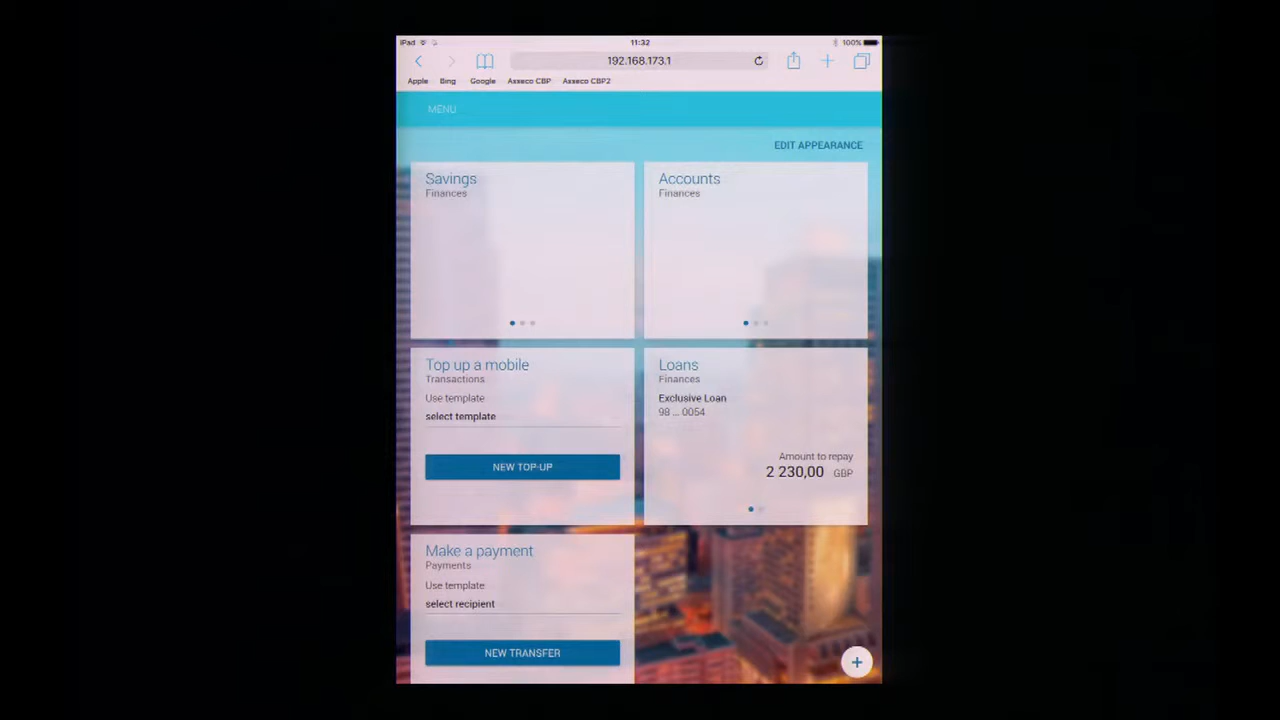 iPad 11:32 100%
192.168.173.1
Apple Bing Google Asseco CBP Asseco CBP2
MENU
EDIT APPEARANCE
Savings
Finances
Accounts
Finances
Top up a mobile
Transactions
Use template
select template
NEW TOP-UP
Loans
Finances
Exclusive Loan
98 ... 0054
Amount to repay
2 230,00 GBP
Make a payment
Payments
Use template
select recipient
NEW TRANSFER
+